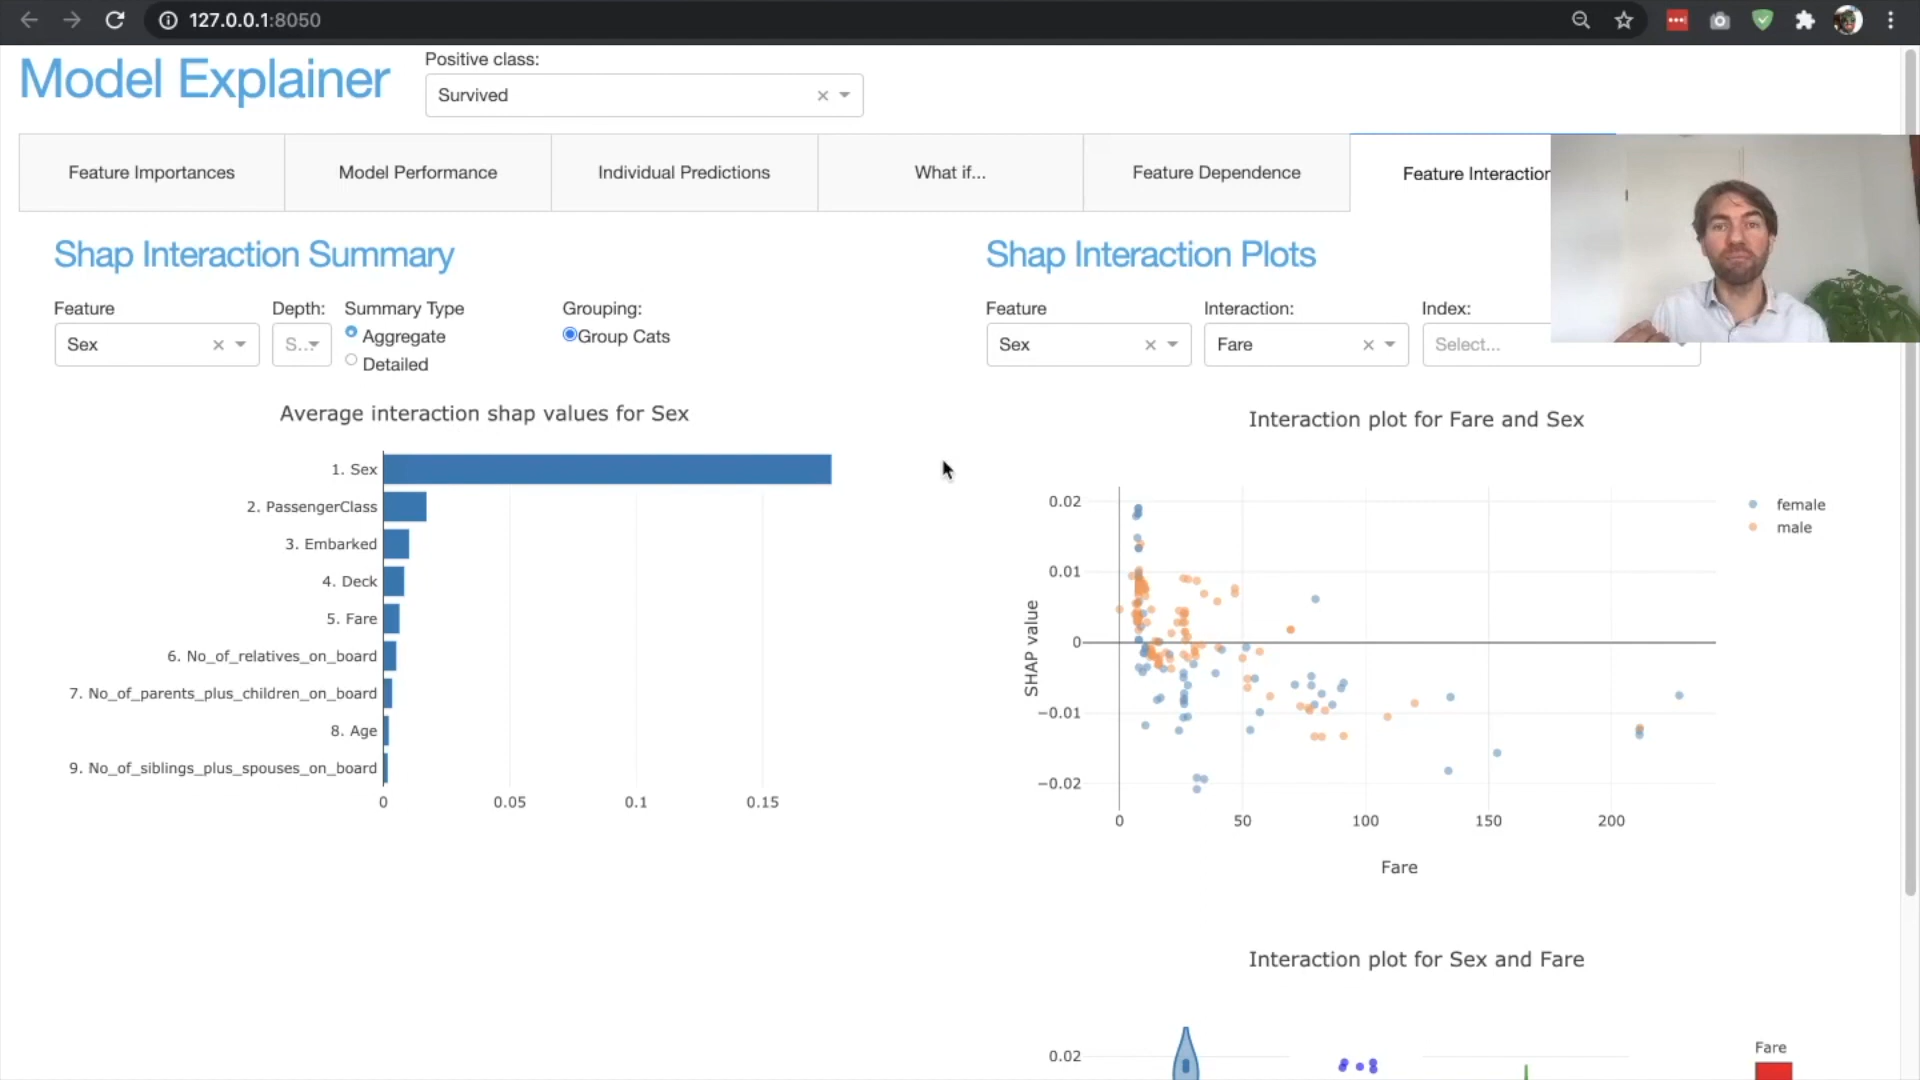 127.0.0.1:8050
Model Explainer
Positive class:
Survived
Feature Importances
Model Performance
Individual Predictions
What if...
Feature Dependence
Feature Interaction
Shap Interaction Summary
Feature
Depth:
Summary Type
Grouping:
Sex
S...
Aggregate
Detailed
Group Cats
Average interaction shap values for Sex
1. Sex
2. PassengerClass
3. Embarked
4. Deck
5. Fare
6. No_of_relatives_on_board
7. No_of_parents_plus_children_on_board
8. Age
9. No_of_siblings_plus_spouses_on_board
0
0.05
0.1
0.15
Shap Interaction Plots
Feature
Interaction:
Index:
Sex
Fare
Select...
Interaction plot for Fare and Sex
0.02
0.01
0
−0.01
−0.02
SHAP value
0
50
100
150
200
Fare
female
male
Interaction plot for Sex and Fare
0.02
Fare